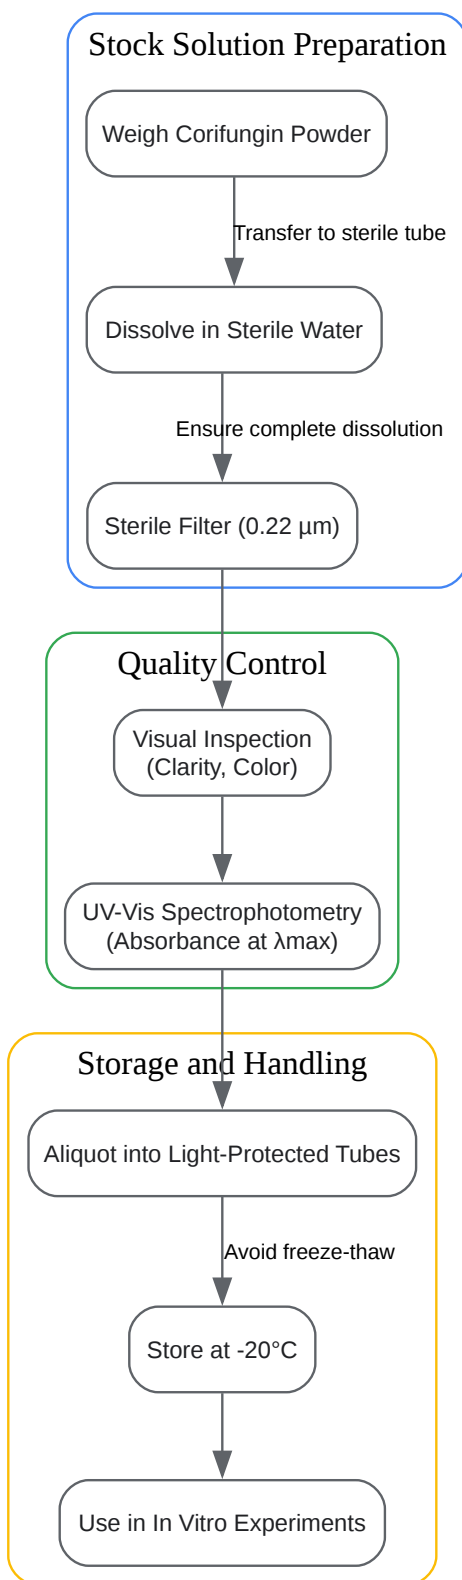 Stock Solution Preparation
Weigh Corifungin Powder
Transfer to sterile tube
Dissolve in Sterile Water
Ensure complete dissolution
Sterile Filter (0.22 µm)
Quality Control
Visual Inspection
(Clarity, Color)
UV-Vis Spectrophotometry
(Absorbance at λmax)
Storage and Handling
Aliquot into Light-Protected Tubes
Avoid freeze-thaw
Store at -20°C
Use in In Vitro Experiments